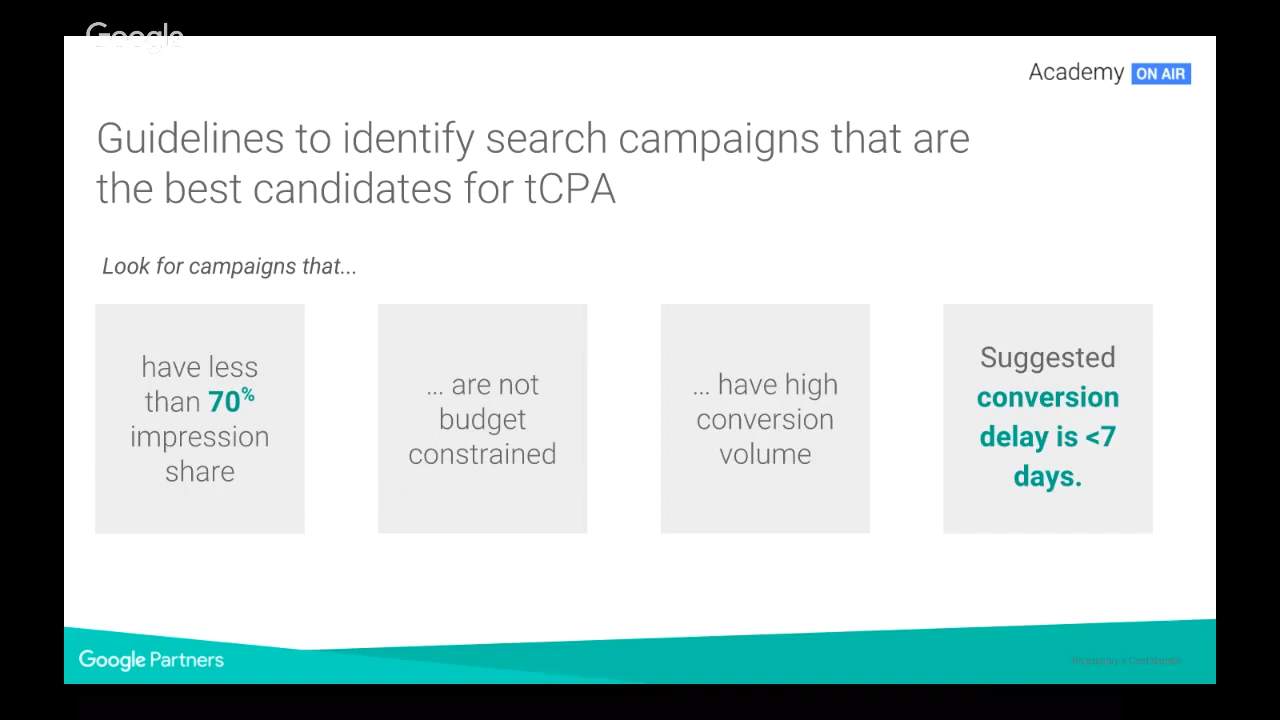 Google
Academy ON AIR
Guidelines to identify search campaigns that are
the best candidates for tCPA
Look for campaigns that...
have less
than 70%
impression
share
... are not
budget
constrained
... have high
conversion
volume
Suggested
conversion
delay is <7
days.
Google Partners
Proprietary + Confidential